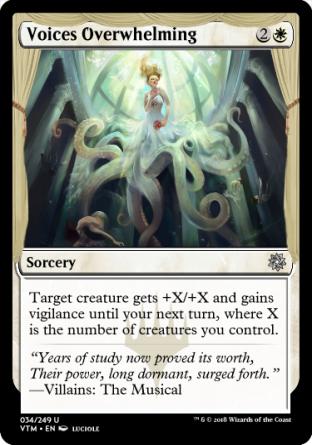 Voices Overwhelming 2
Sorcery
Target creature gets +X/+X and gains
vigilance until your next turn, where X
is the number of creatures you control.
“Years of study now proved its worth,
Their power, long dormant, surged forth.”
—Villains: The Musical
034/249 U
VTM • EN LUCIOLE
™ & © 2018 Wizards of the Coast